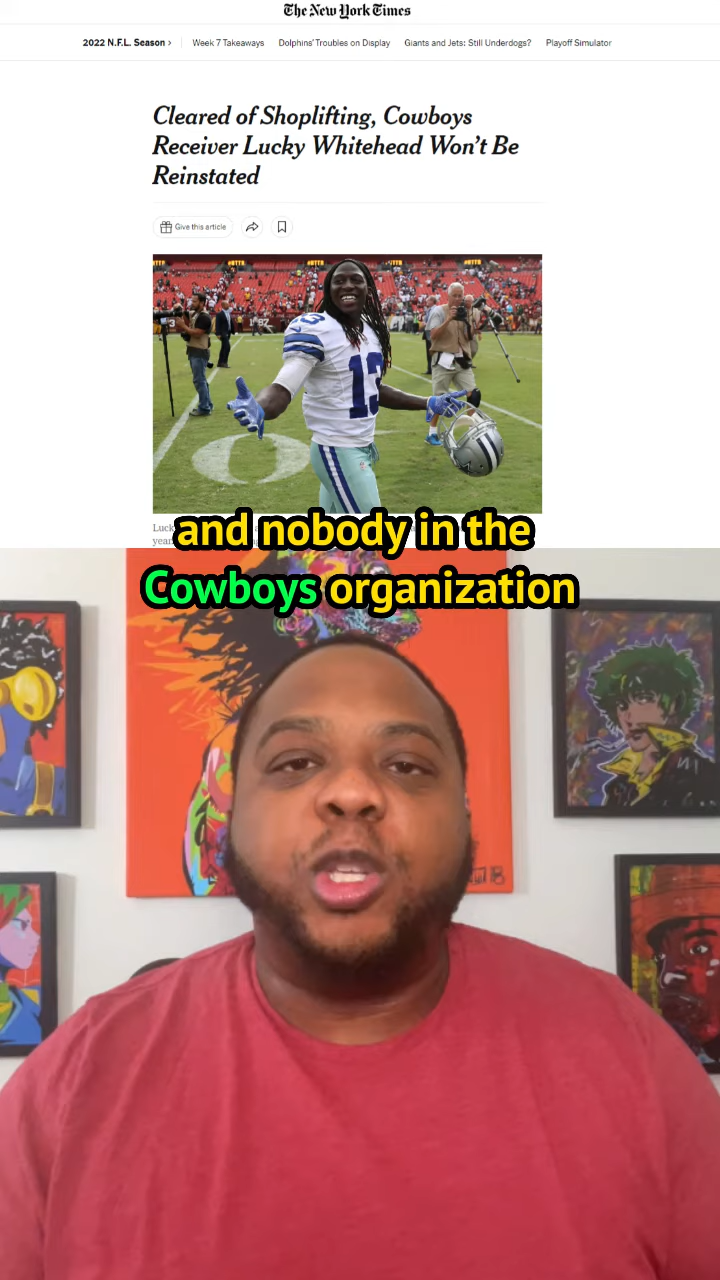 The New York Times
2022 N.F.L. Season › Week 7 Takeaways Dolphins' Troubles on Display Giants and Jets: Still Underdogs? Playoff Simulator
Cleared of Shoplifting, Cowboys
Receiver Lucky Whitehead Won't Be
Reinstated
Give this article
13
and nobody in the
Cowboys organization